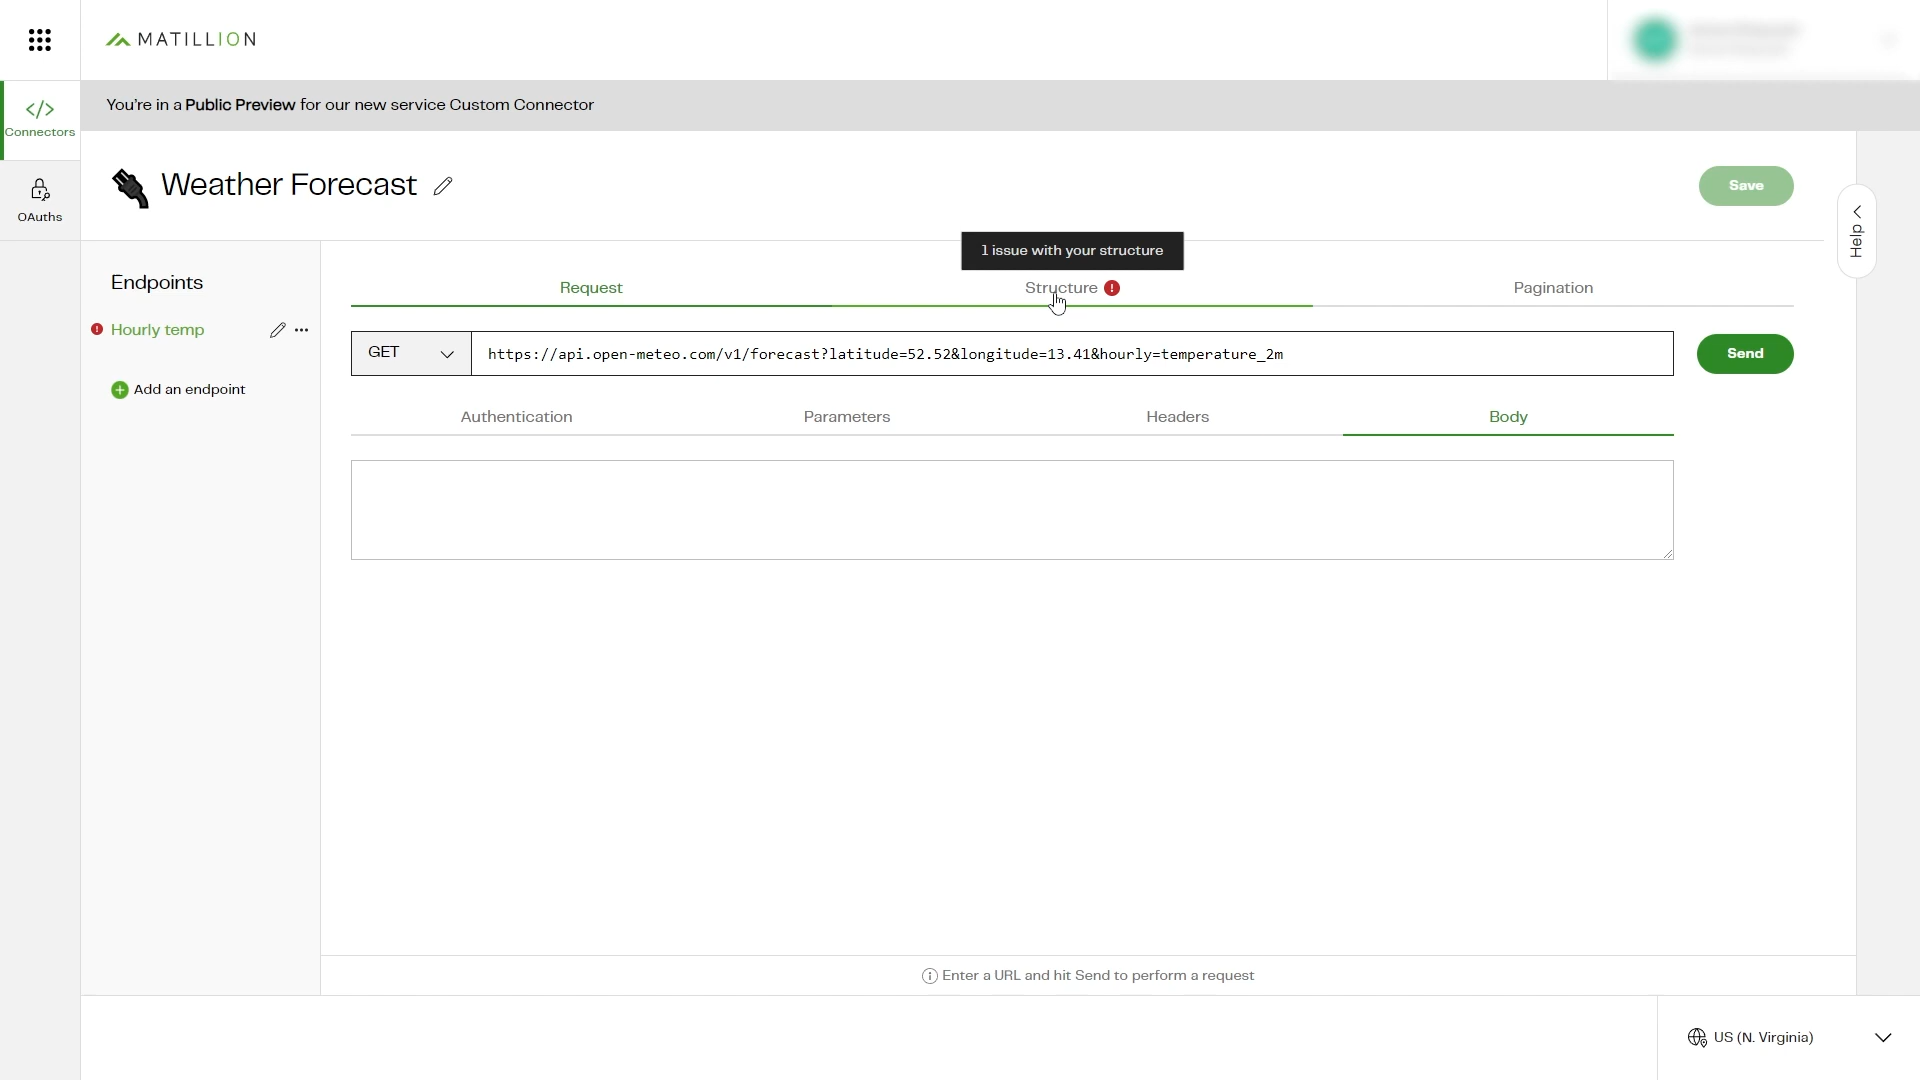 MATILLION
Connectors
OAuths
You're in a Public Preview for our new service Custom Connector
Weather Forecast
Save
Help
1 issue with your structure
Endpoints
Hourly temp
Add an endpoint
Request
Structure
Pagination
GET
https://api.open-meteo.com/v1/forecast?latitude=52.52&longitude=13.41&hourly=temperature_2m
Send
Authentication
Parameters
Headers
Body
Enter a URL and hit Send to perform a request
US (N. Virginia)